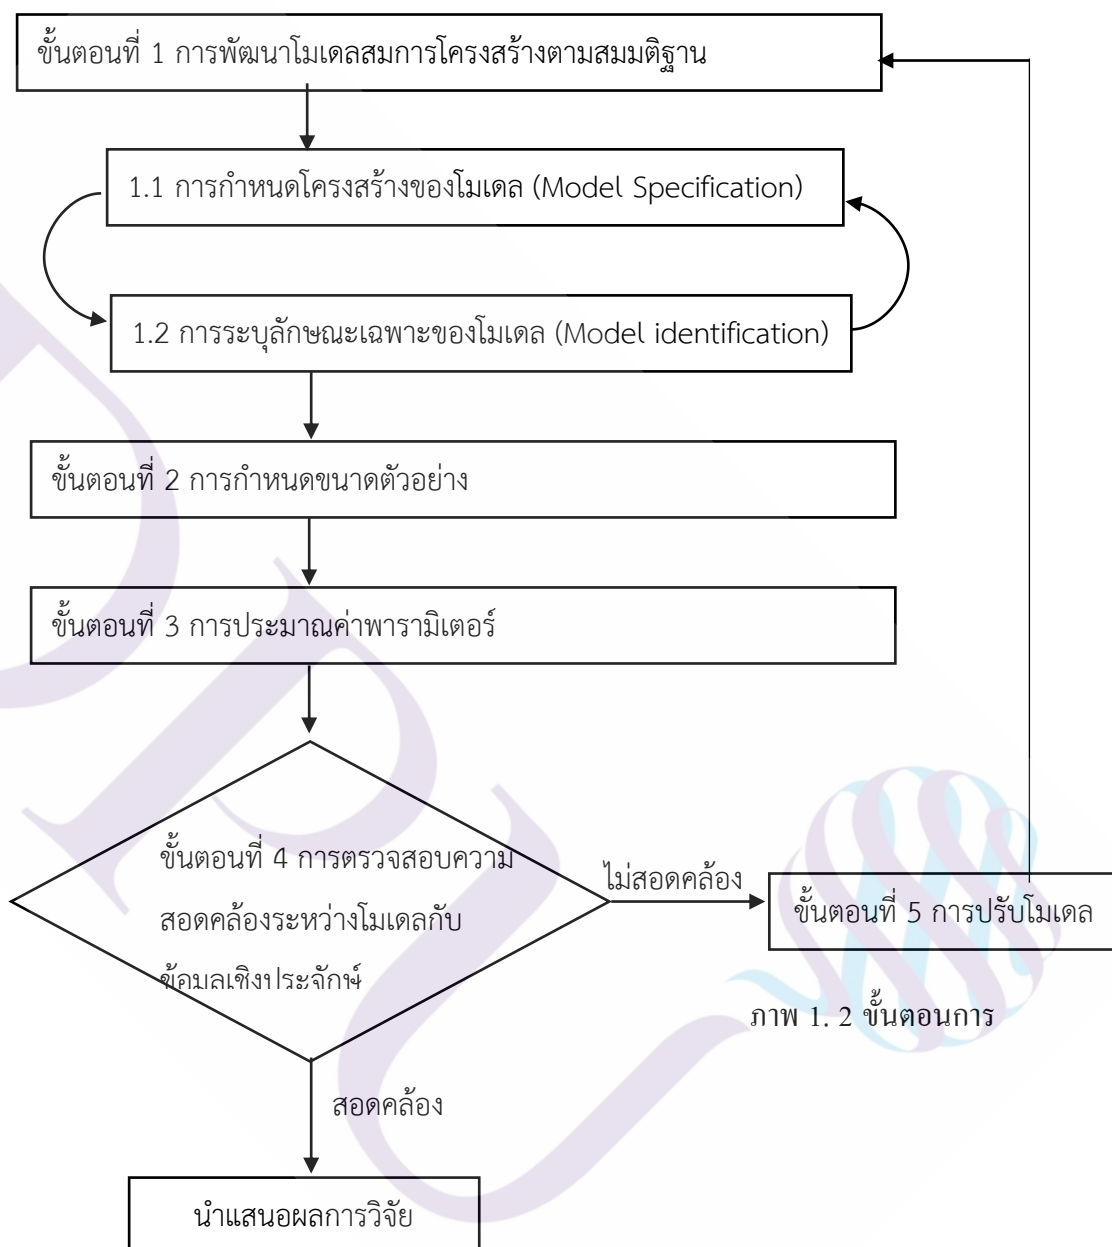 ขั้นตอนที่ 1 การพัฒนาโมเดลสมการโครงสร้างตามสมมติฐาน
1.1 การกำหนดโครงสร้างของโมเดล (Model Specification)
1.2 การระบุลักษณะเฉพาะของโมเดล (Model identification)
ขั้นตอนที่ 2 การกำหนดขนาดตัวอย่าง
ขั้นตอนที่ 3 การประมาณค่าพารามิเตอร์
ขั้นตอนที่ 4 การตรวจสอบความ
สอดคล้องระหว่างโมเดลกับ
ข้อมูลเชิงประจักษ์
ไม่สอดคล้อง
ขั้นตอนที่ 5 การปรับโมเดล
ภาพ 1. 2 ขั้นตอนการ
สอดคล้อง
นำแสนอผลการวิจัย